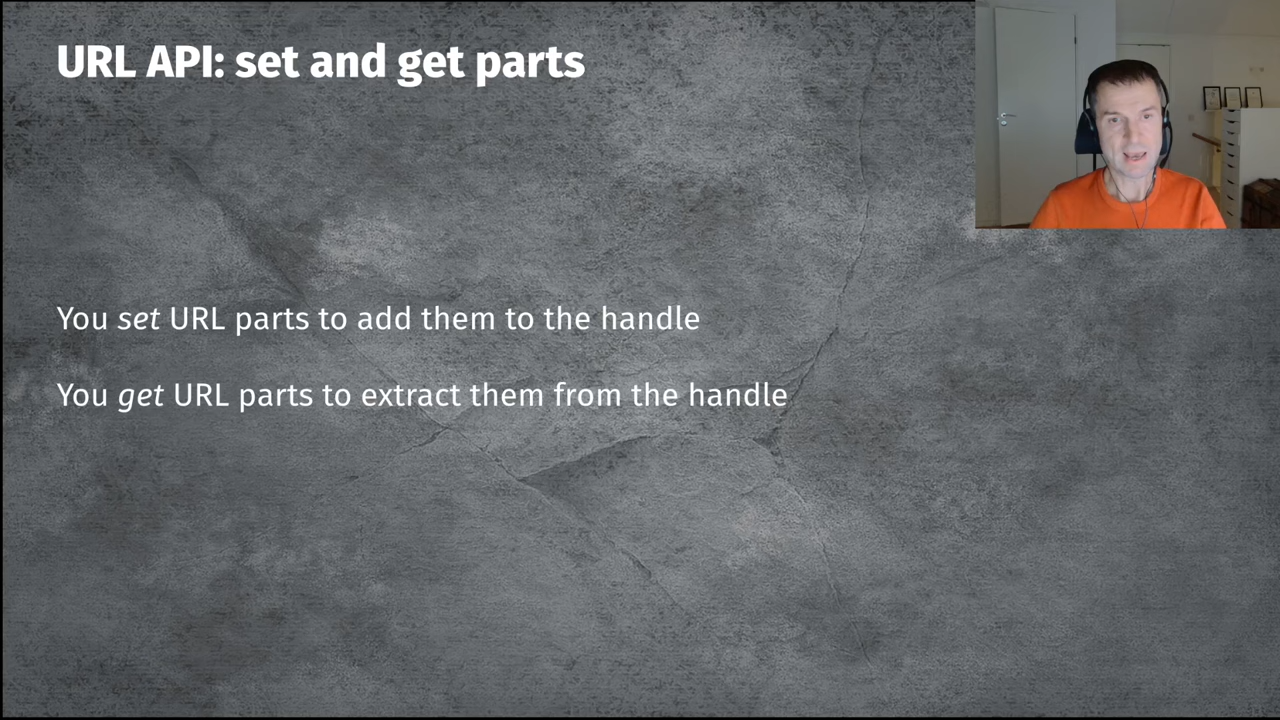 URL API: set and get parts
You set URL parts to add them to the handle
You get URL parts to extract them from the handle